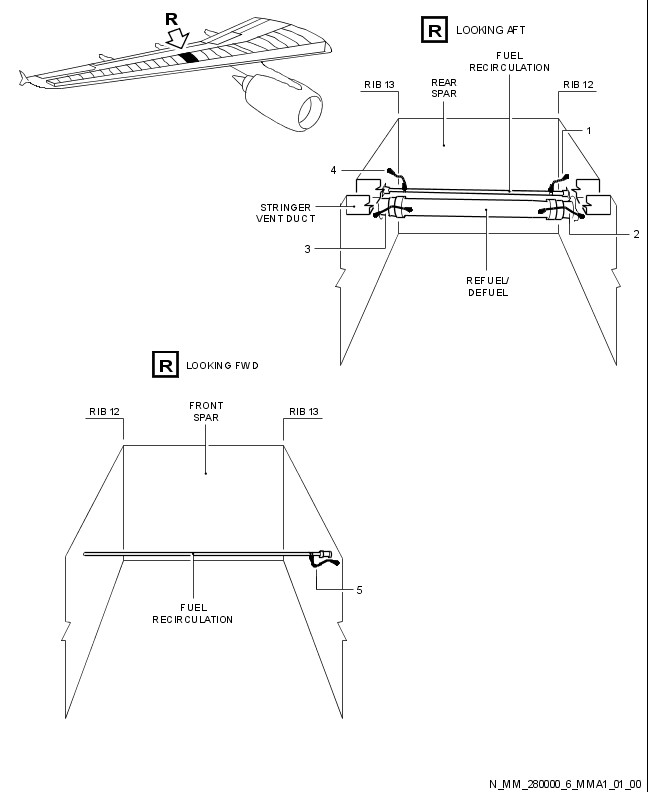 R
R LOOKING AFT
FUEL
RECIRCULATION
RIB 13
REAR
SPAR
RIB 12
1
4
STRINGER
VENT DUCT
2
3
REFUEL/
DEFUEL
R LOOKING FWD
FRONT
SPAR
RIB 12
RIB 13
5
FUEL
RECIRCULATION
N_MM_280000_6_MMA1_01_00